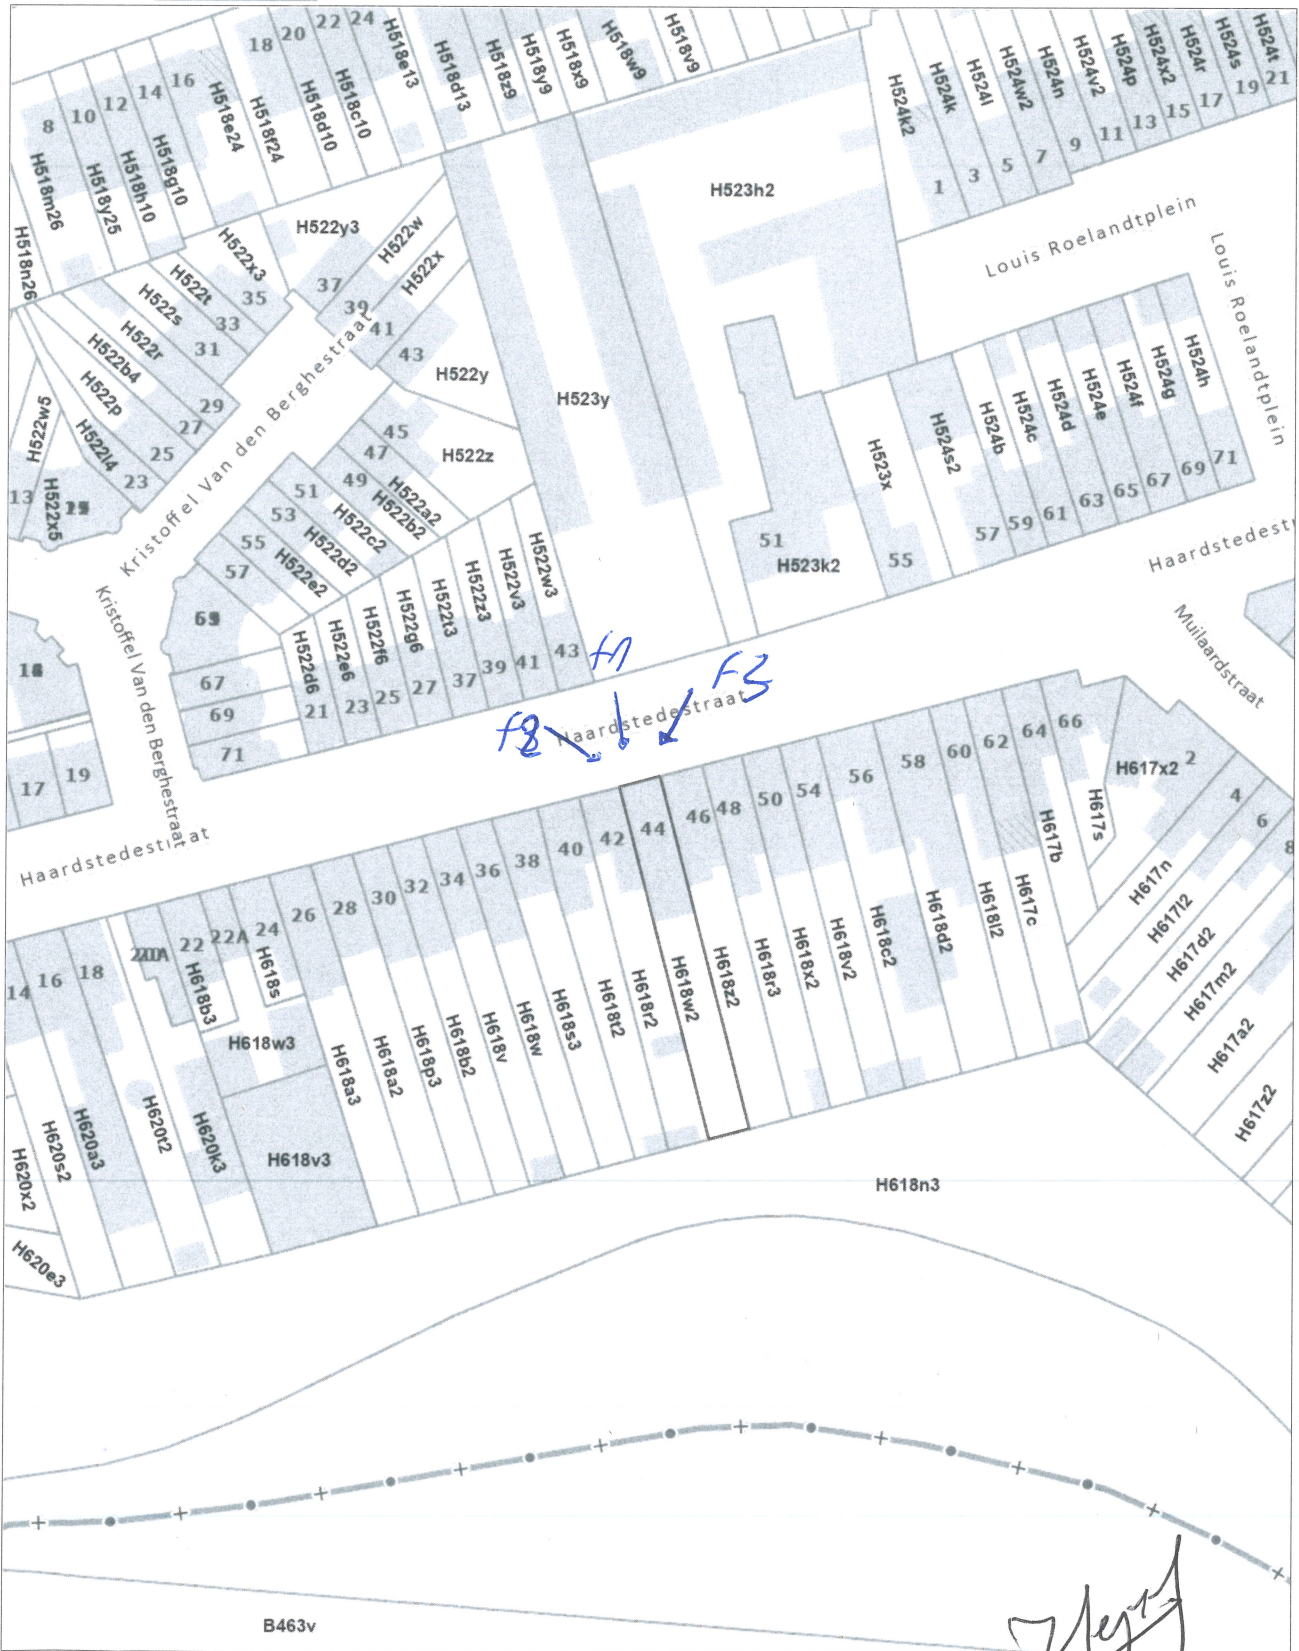 18 20 22 24 H518e13 H518d13 H518z9 H518y9 H518x9 H518w9 H518v9
8 10 12 14 16 H518e24 H518f24 H518d10 H518c10
H518n26 H518m26 H518y25 H518h10 H518g10
H524k2 H524k H524l H524w2 H524n H524v2 H524p H524x2 H524r H524s H524t
1 3 5 7 9 11 13 15 17 19 21
H523h2
Louis Roelandtplein
Louis Roelandtplein
H522y3 H522w H522x
H522x3 H522t H522s H522r H522b4 H522p H522l4 H522w5 H522x5
37 39 41 43
35 33 31 29 27 25 23
13
H522y
H522z
H523y
Kristoffel Van den Berghestraat
45 47 49 51 53 55 57
H522a2 H522b2 H522c2 H522d2 H522e2
H523x H524s2 H524b H524c H524d H524e H524f H524g H524h
51 H523k2 55 57 59 61 63 65 67 69 71
Haardstedestr
Muilaardstraat
Kristoffel Van den Berghestraat
67 69 71
H522d6 H522e6 H522f6 H522g6 H522t3 H522z3 H522v3 H522w3
21 23 25 27 37 39 41 43
f1
F3
Haardstedestraat
17 19
Haardstedestraat
14 16 18 22 22A 24 26 28 30 32 34 36 38 40 42 44 46 48 50 54 56 58 60 62 64 66
H617x2 2 4 6 8
H618b3 H618s H618w3 H618v3
H618a3 H618a2 H618p3 H618b2 H618v H618w H618s3 H618t2 H618r2 H618w2 H618z2 H618r3 H618x2 H618v2 H618c2 H618d2 H618l2 H617c H617b H617s
H617n H617l2 H617d2 H617m2 H617a2 H617z2
H620x2 H620s2 H620a3 H620t2 H620k3
H620e3
H618n3
B463v